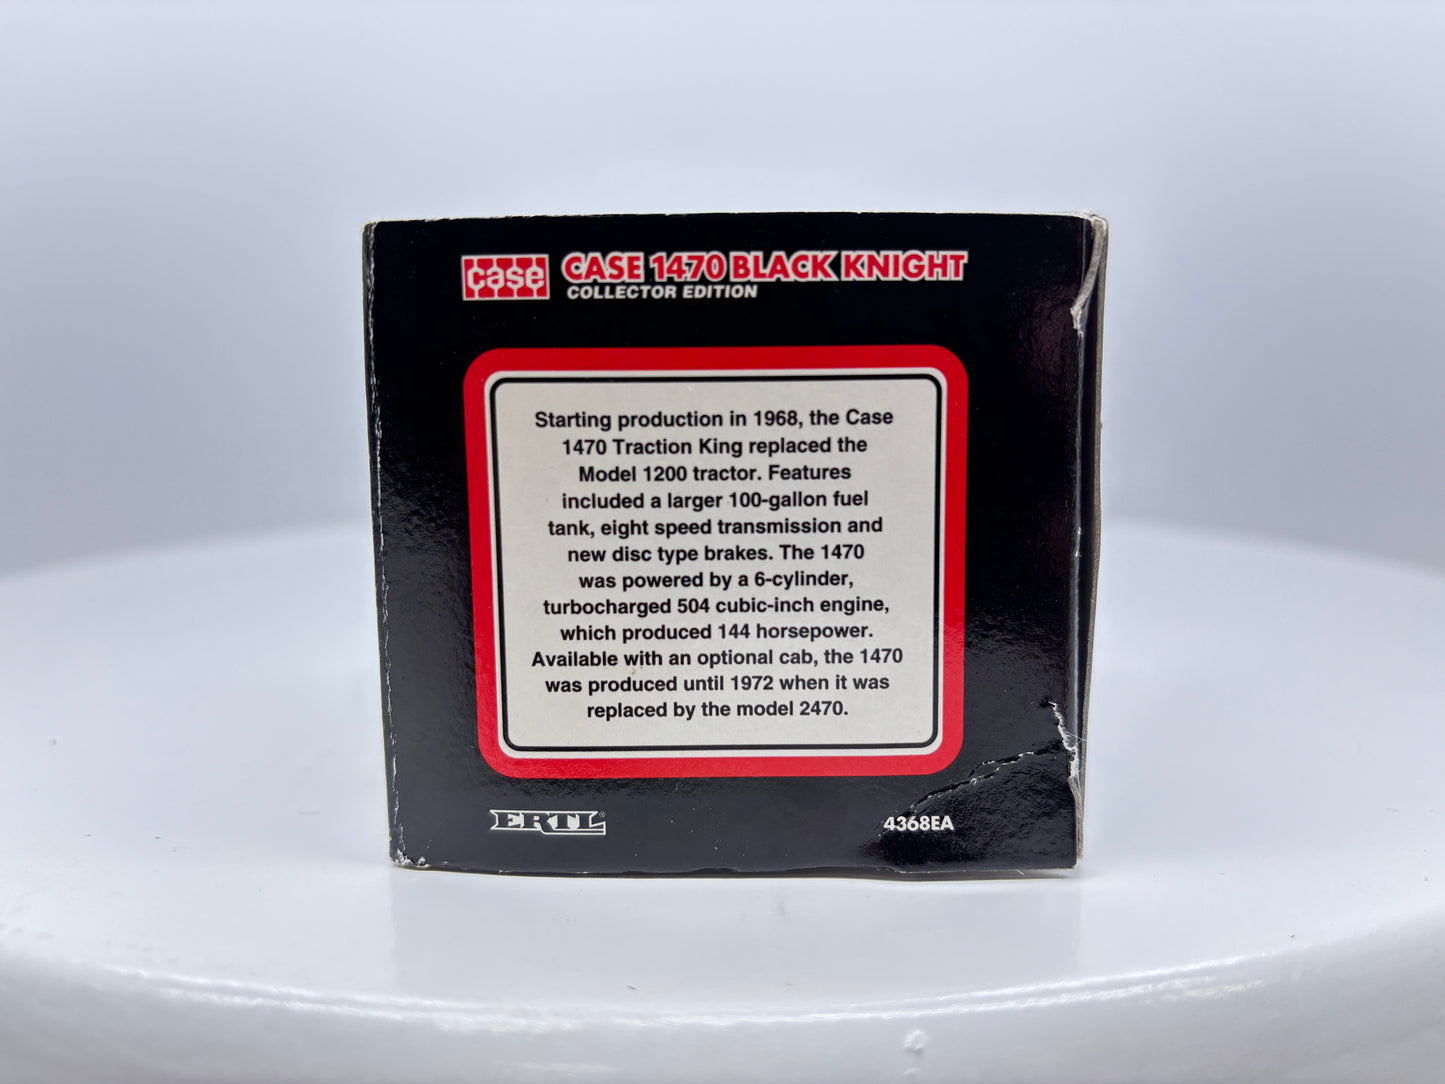 case CASE 1470 BLACK KNIGHT
COLLECTOR EDITION
Starting production in 1968, the Case
1470 Traction King replaced the
Model 1200 tractor. Features
included a larger 100-gallon fuel
tank, eight speed transmission and
new disc type brakes. The 1470
was powered by a 6-cylinder,
turbocharged 504 cubic-inch engine,
which produced 144 horsepower.
Available with an optional cab, the 1470
was produced until 1972 when it was
replaced by the model 2470.
ERTL® 4368EA